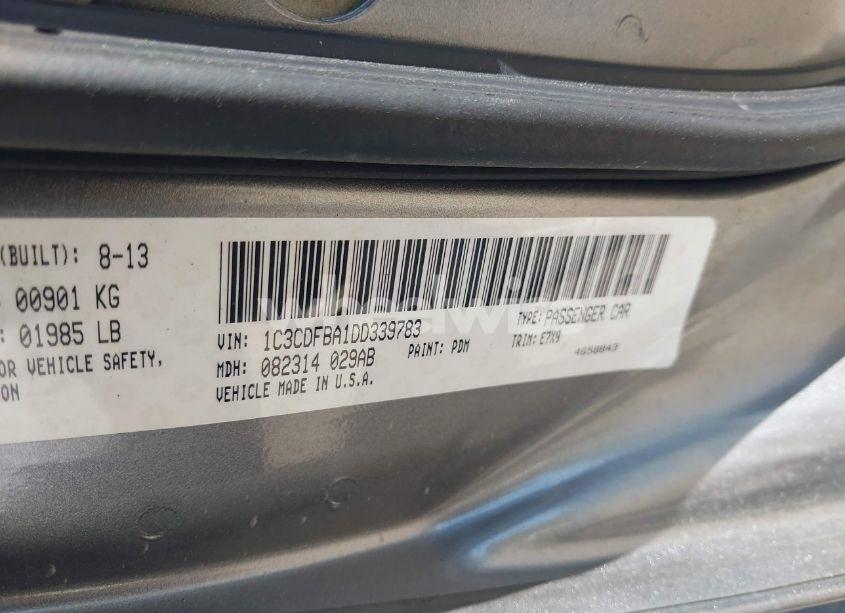 (BUILT): 8-13
00901 KG
: 01985 LB
OR VEHICLE SAFETY,
ON
VIN: 1C3CDFBA1DD339783 TYPE: PASSENGER CAR
MDH: 082314 029AB PAINT: PDM TRIM: E7X9
VEHICLE MADE IN U.S.A. 4658843